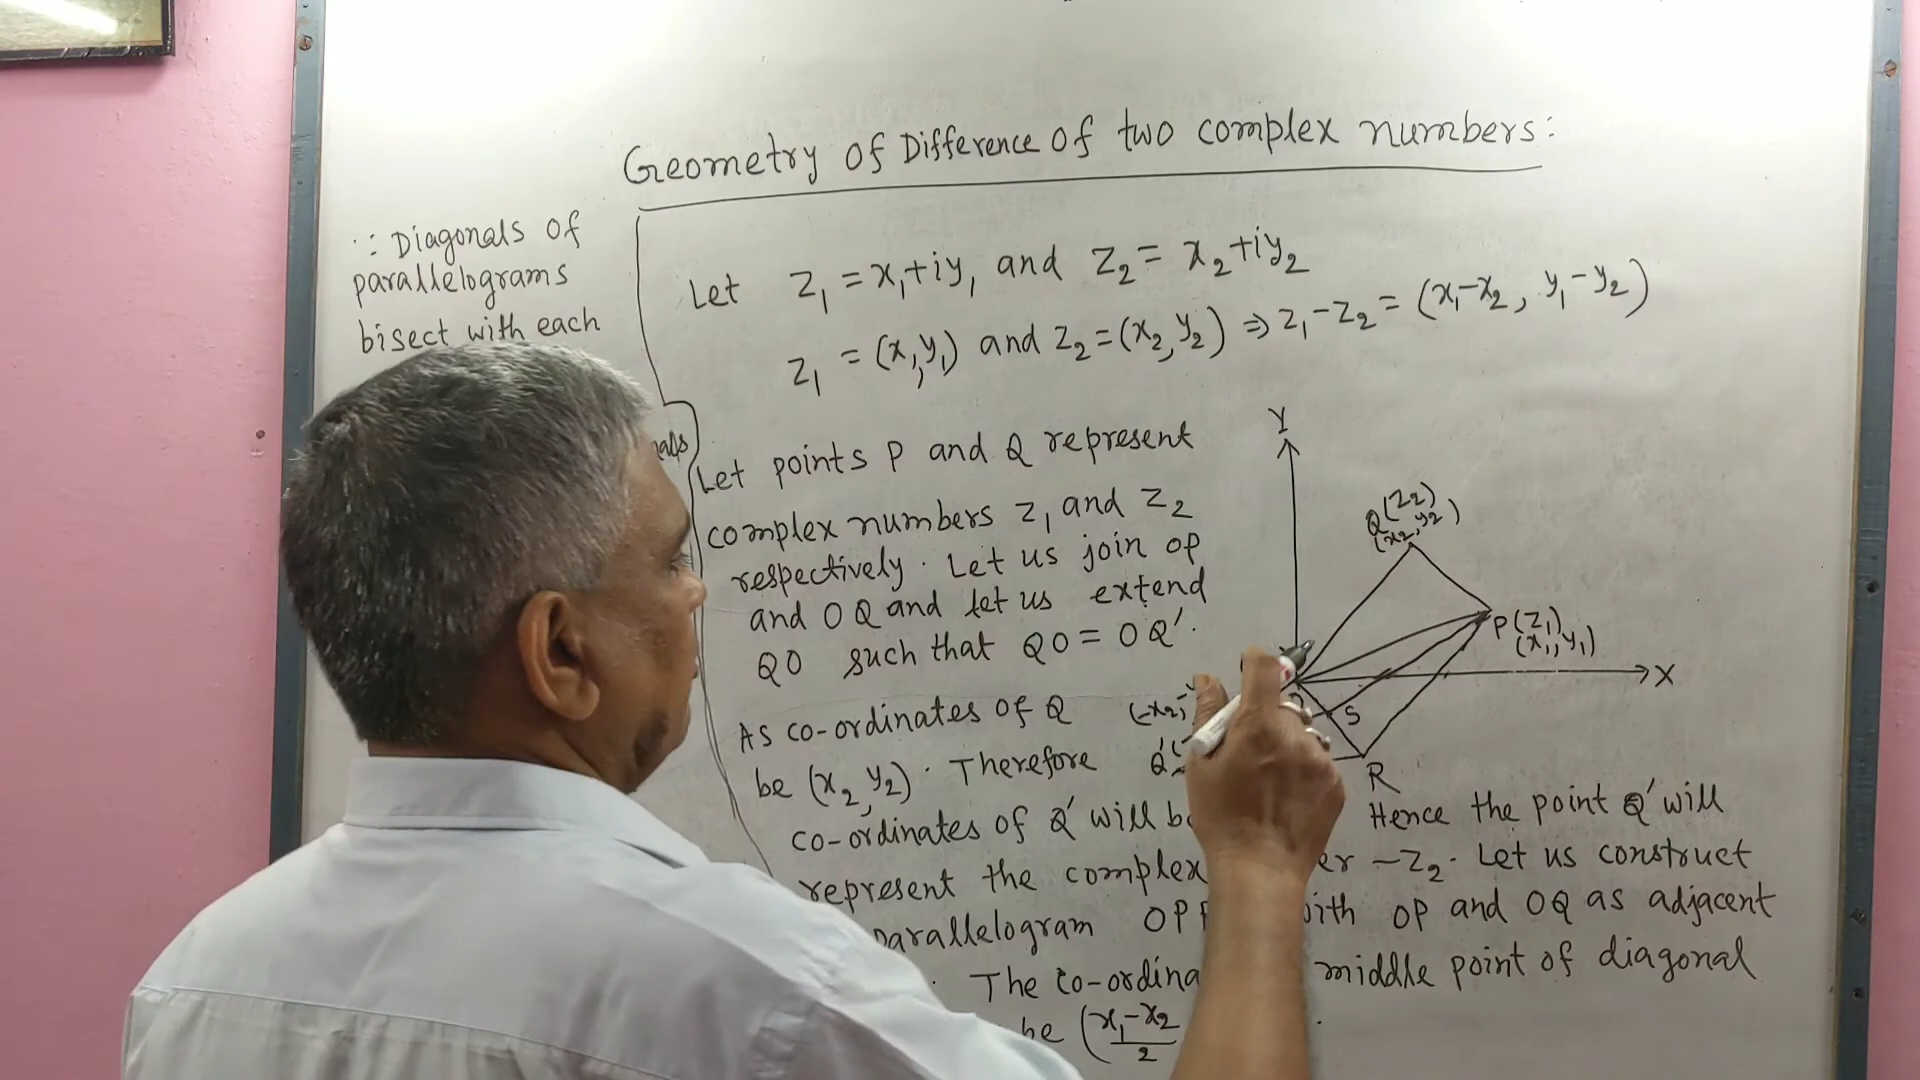 Geometry of Difference of two complex numbers:
∵ Diagonals of
parallelograms
bisect with each
Let z₁ = x₁+iy₁ and z₂ = x₂+iy₂
z₁ = (x₁,y₁) and z₂=(x₂,y₂) ⇒ z₁-z₂ = (x₁-x₂, y₁-y₂)
Let points P and Q represent
complex numbers z₁ and z₂
respectively. Let us join OP
and OQ and let us extend
QO such that QO = OQ'.
As co-ordinates of Q
be (x₂,y₂). Therefore
co-ordinates of Q' will
represent the complex
parallelogram
The
be (x₁-x₂
2
Y
Q(z₂)
(x₂,y₂)
P(z₁)
(x₁,y₁)
X
S
(-x₂,
Q'(
R
Hence the point Q' will
-z₂. Let us construct
OP and OQ as adjacent
middle point of diagonal